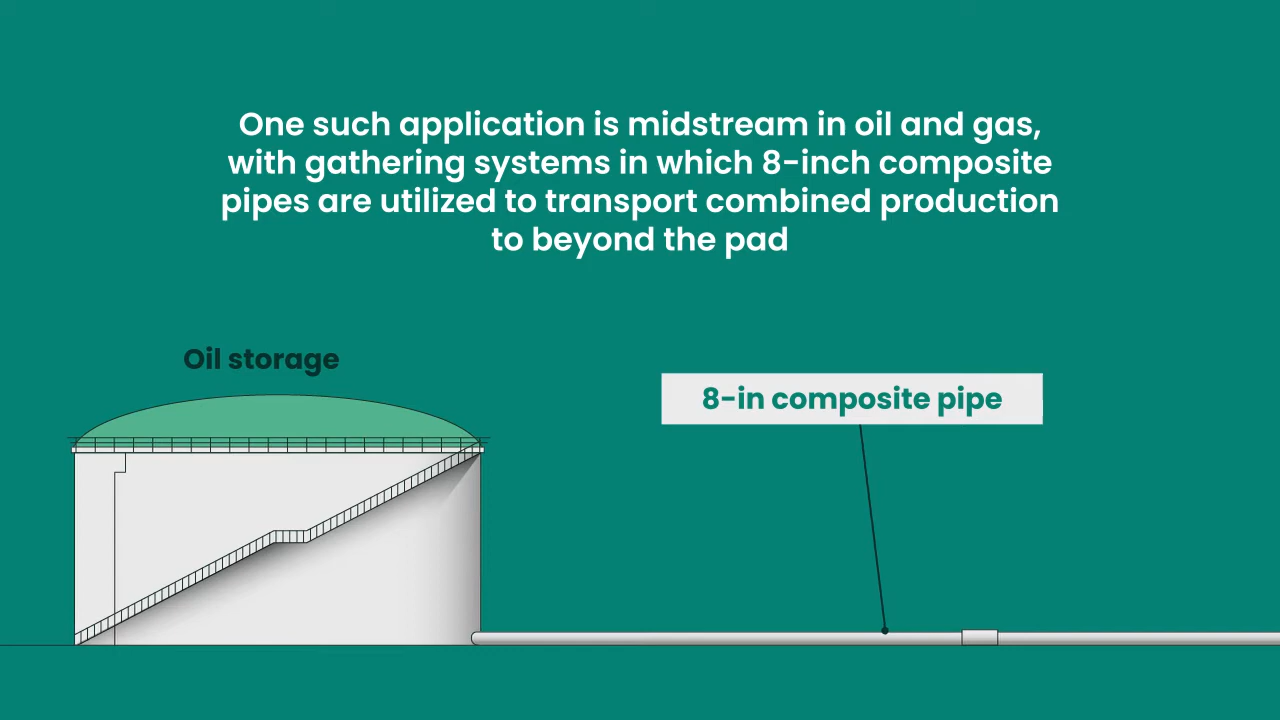 One such application is midstream in oil and gas,
with gathering systems in which 8-inch composite
pipes are utilized to transport combined production
to beyond the pad
Oil storage
8-in composite pipe